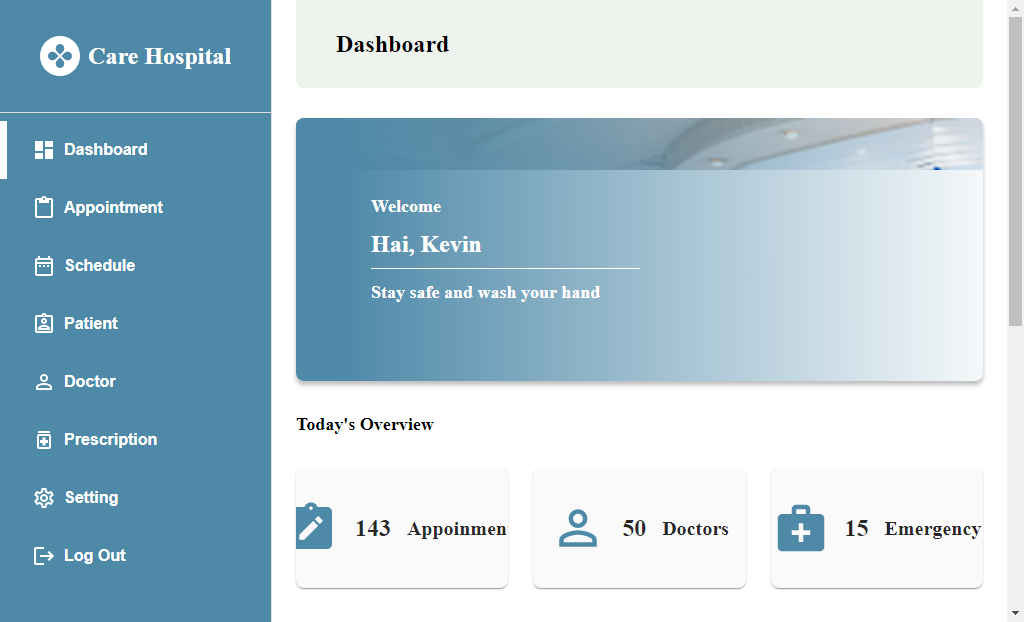 Care Hospital
Dashboard
Appointment
Schedule
Patient
Doctor
Prescription
Setting
Log Out
Dashboard
Welcome
Hai, Kevin
Stay safe and wash your hand
Today's Overview
143 Appoinmen
50 Doctors
15 Emergency